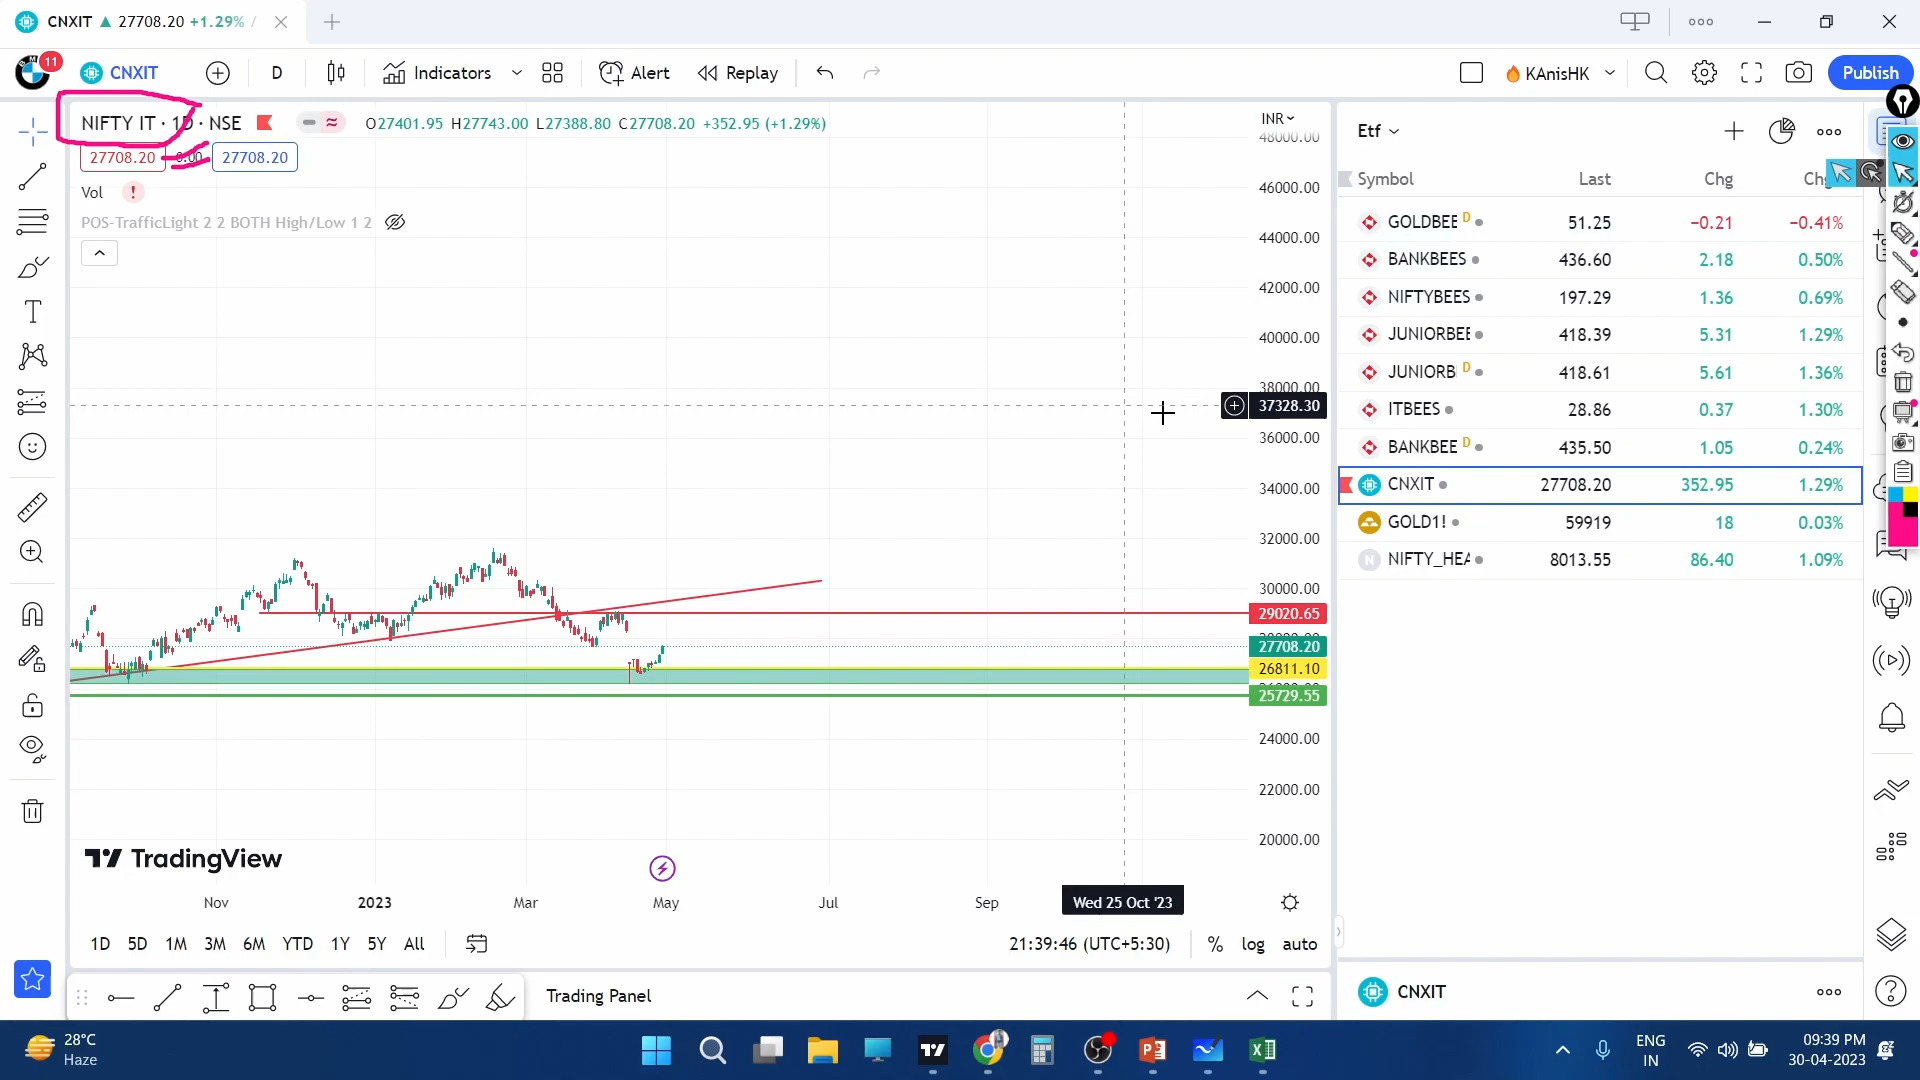 CNXIT ▲ 27708.20 +1.29% /
11
CNXIT
D
Indicators
Alert
Replay
KAnisHK
Publish
NIFTY IT · 1D · NSE
O27401.95 H27743.00 L27388.80 C27708.20 +352.95 (+1.29%)
27708.20
0.00
27708.20
Vol
POS-TrafficLight 2 2 BOTH High/Low 1 2
INR
48000.00
46000.00
44000.00
42000.00
40000.00
38000.00
37328.30
36000.00
34000.00
32000.00
30000.00
29020.65
27708.20
26811.10
25729.55
24000.00
22000.00
20000.00
TradingView
Nov
2023
Mar
May
Jul
Sep
Wed 25 Oct '23
1D 5D 1M 3M 6M YTD 1Y 5Y All
21:39:46 (UTC+5:30)
% log auto
Trading Panel
Etf
Symbol Last Chg
GOLDBEE D 51.25 −0.21 −0.41%
BANKBEES 436.60 2.18 0.50%
NIFTYBEES 197.29 1.36 0.69%
JUNIORBEE 418.39 5.31 1.29%
JUNIORB D 418.61 5.61 1.36%
ITBEES 28.86 0.37 1.30%
BANKBEE D 435.50 1.05 0.24%
CNXIT 27708.20 352.95 1.29%
GOLD1! 59919 18 0.03%
N NIFTY_HEA 8013.55 86.40 1.09%
CNXIT
28°C
Haze
ENG
IN
09:39 PM
30-04-2023